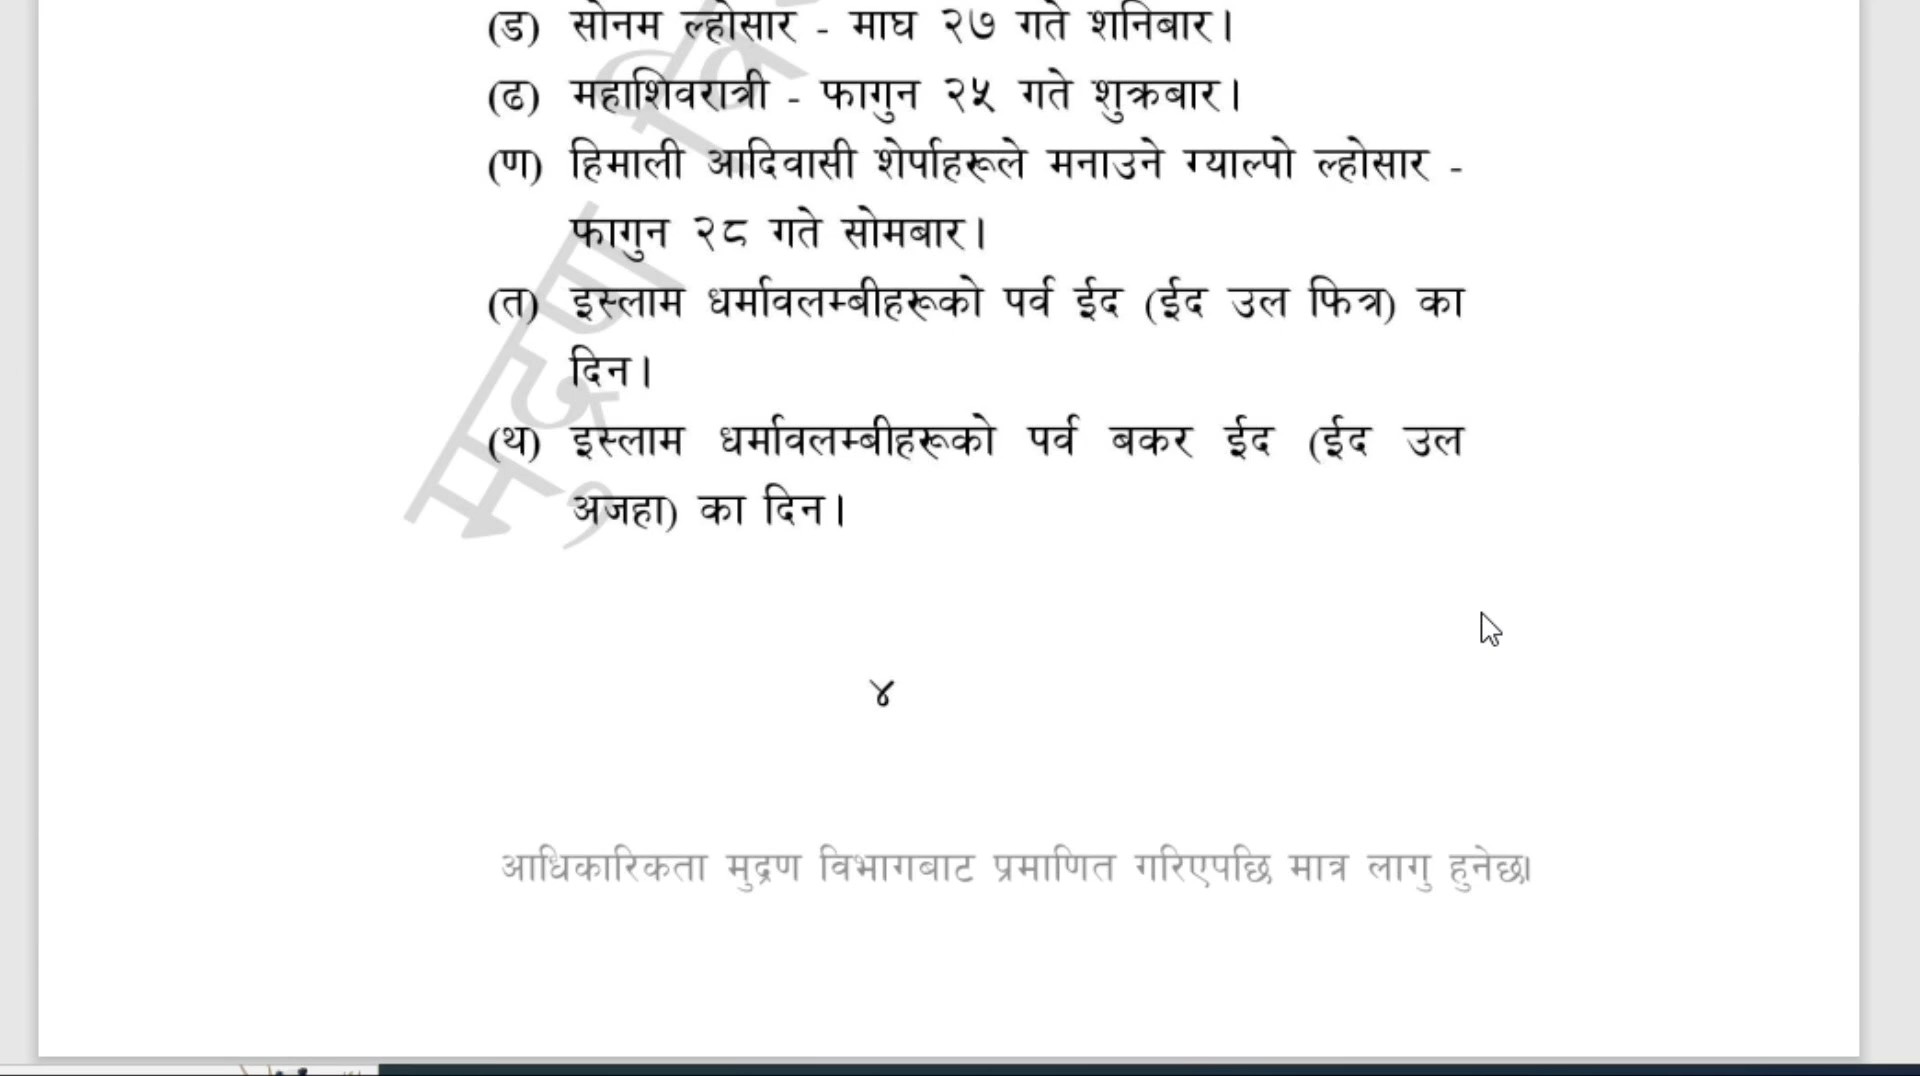 (ड) सोनम ल्होसार - माघ २७ गते शनिबार।
(ढ) महाशिवरात्री - फागुन २५ गते शुक्रबार।
(ण) हिमाली आदिवासी शेर्पाहरूले मनाउने ग्याल्पो ल्होसार -
फागुन २८ गते सोमबार।
(त) इस्लाम धर्मावलम्बीहरूको पर्व ईद (ईद उल फित्र) का
दिन।
(थ) इस्लाम धर्मावलम्बीहरूको पर्व बकर ईद (ईद उल
अजहा) का दिन।
४
आधिकारिकता मुद्रण विभागबाट प्रमाणित गरिएपछि मात्र लागु हुनेछ।